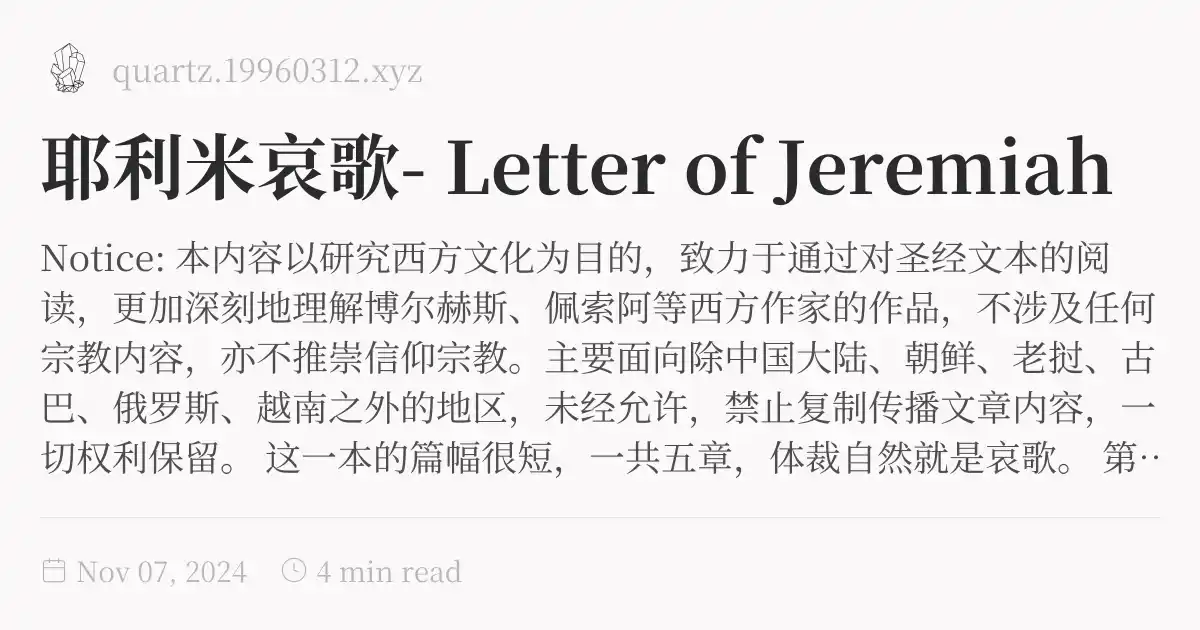 quartz.19960312.xyz
耶利米哀歌- Letter of Jeremiah
Notice: 本内容以研究西方文化为目的，致力于通过对圣经文本的阅
读，更加深刻地理解博尔赫斯、佩索阿等西方作家的作品，不涉及任何
宗教内容，亦不推崇信仰宗教。主要面向除中国大陆、朝鲜、老挝、古
巴、俄罗斯、越南之外的地区，未经允许，禁止复制传播文章内容，一
切权利保留。 这一本的篇幅很短，一共五章，体裁自然就是哀歌。 第··
Nov 07, 2024
4 min read